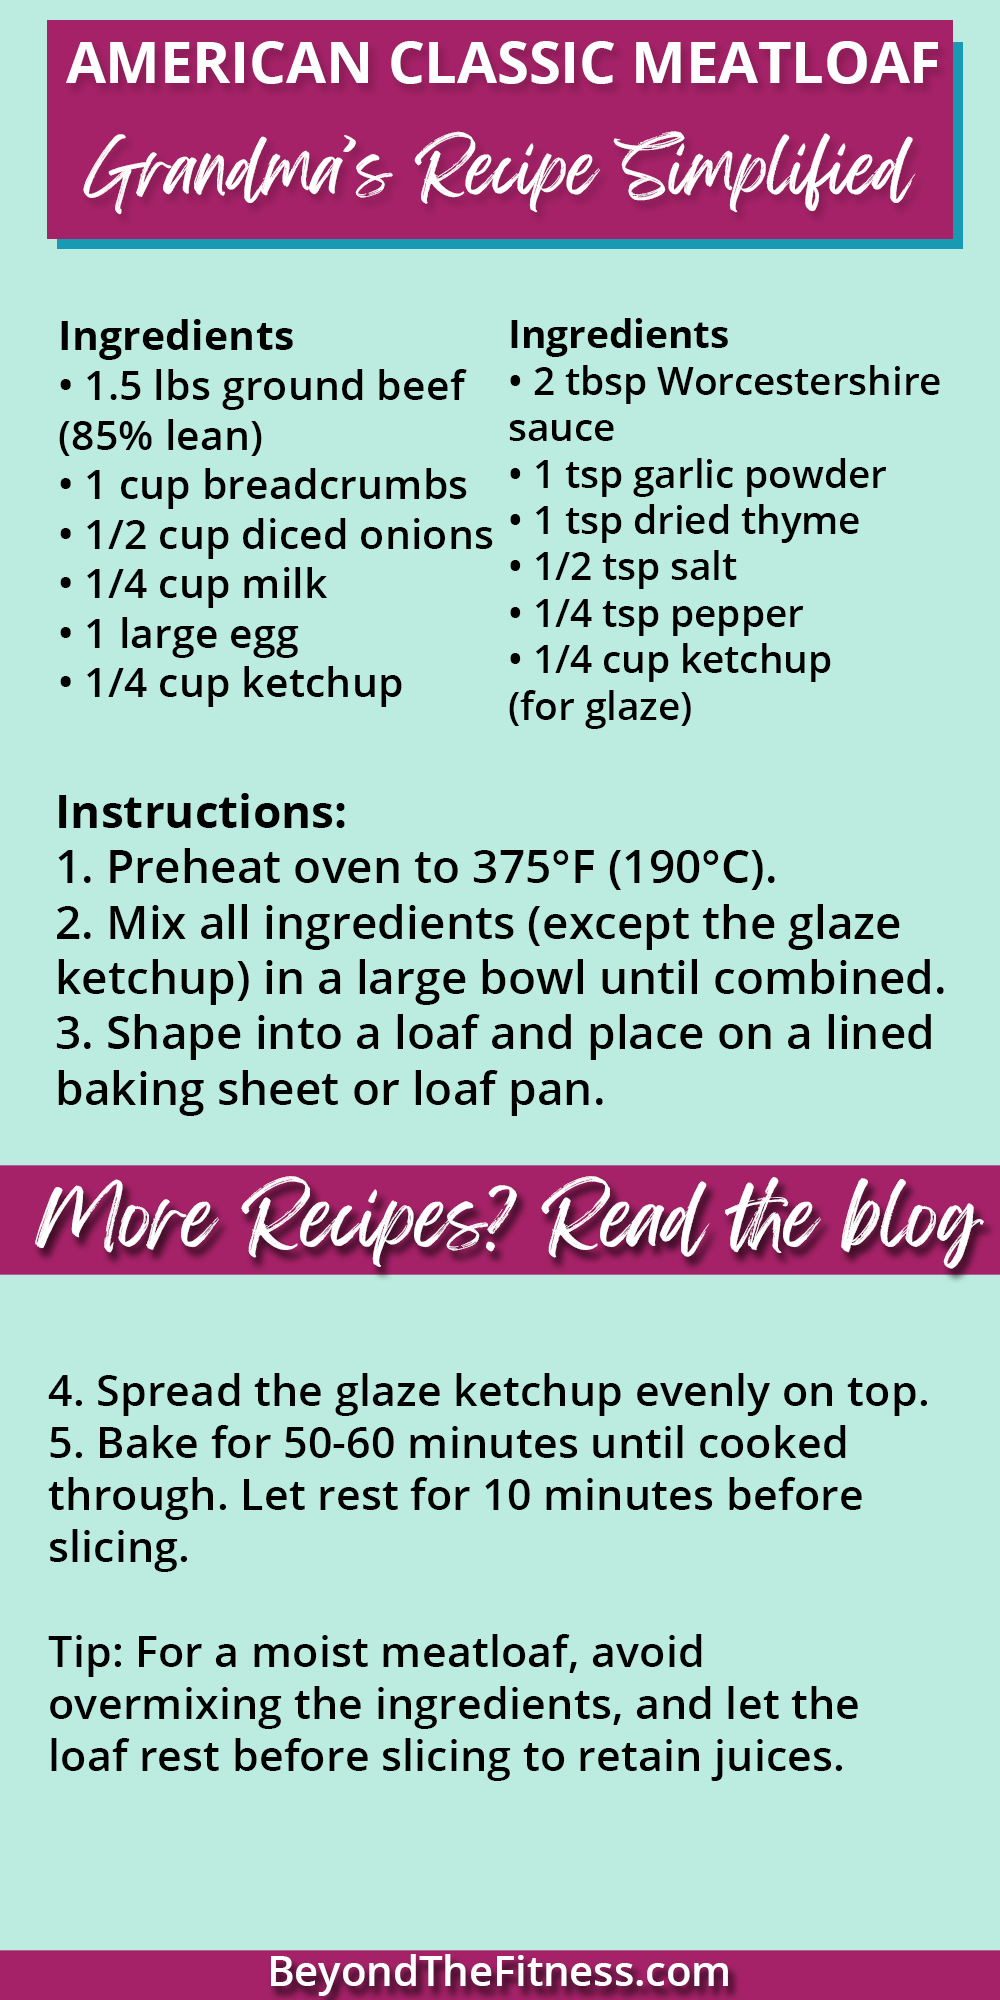 AMERICAN CLASSIC MEATLOAF
Grandma's Recipe Simplified
Ingredients
• 1.5 lbs ground beef
(85% lean)
• 1 cup breadcrumbs
• 1/2 cup diced onions
• 1/4 cup milk
• 1 large egg
• 1/4 cup ketchup
Ingredients
• 2 tbsp Worcestershire
sauce
• 1 tsp garlic powder
• 1 tsp dried thyme
• 1/2 tsp salt
• 1/4 tsp pepper
• 1/4 cup ketchup
(for glaze)
Instructions:
1. Preheat oven to 375°F (190°C).
2. Mix all ingredients (except the glaze
ketchup) in a large bowl until combined.
3. Shape into a loaf and place on a lined
baking sheet or loaf pan.
More Recipes? Read the blog
4. Spread the glaze ketchup evenly on top.
5. Bake for 50-60 minutes until cooked
through. Let rest for 10 minutes before
slicing.
Tip: For a moist meatloaf, avoid
overmixing the ingredients, and let the
loaf rest before slicing to retain juices.
BeyondTheFitness.com